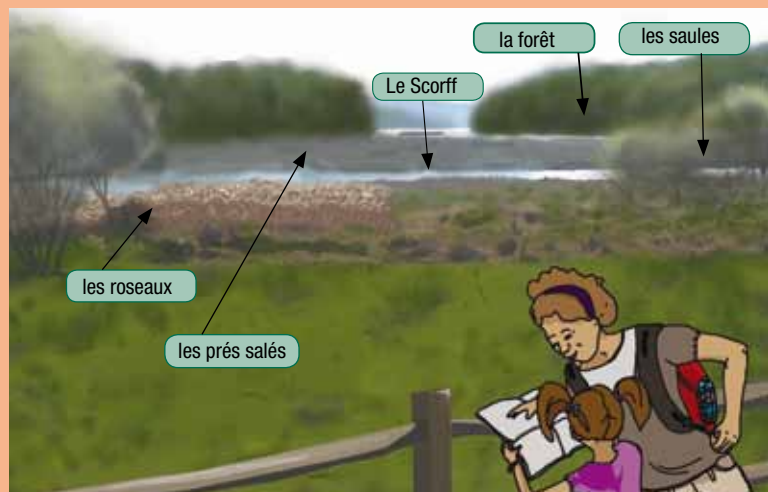 la forêt
les saules
Le Scorff
les roseaux
les prés salés